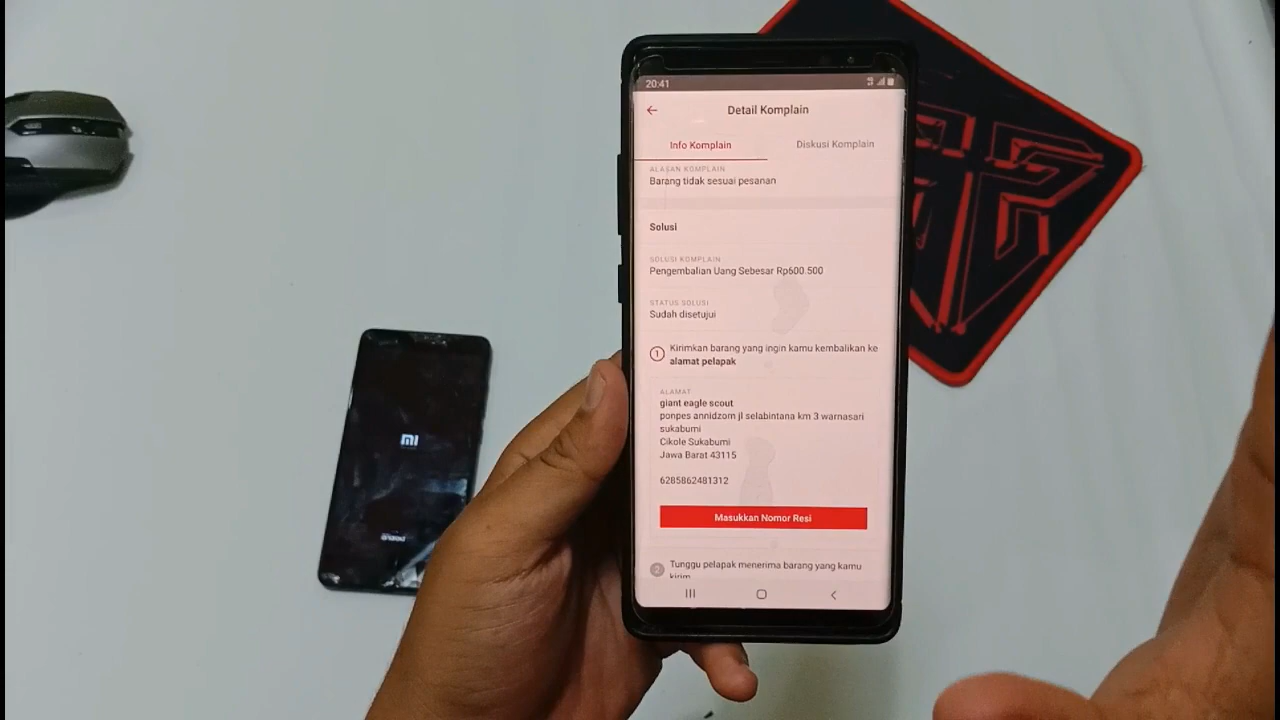 20:41
Detail Komplain
Info Komplain
Diskusi Komplain
ALASAN KOMPLAIN
Barang tidak sesuai pesanan
Solusi
SOLUSI KOMPLAIN
Pengembalian Uang Sebesar Rp600.500
STATUS SOLUSI
Sudah disetujui
1 Kirimkan barang yang ingin kamu kembalikan ke
alamat pelapak
ALAMAT
giant eagle scout
ponpes annidzom jl selabintana km 3 warnasari
sukabumi
Cikole Sukabumi
Jawa Barat 43115
6285862481312
Masukkan Nomor Resi
2 Tunggu pelapak menerima barang yang kamu
kirim
mi